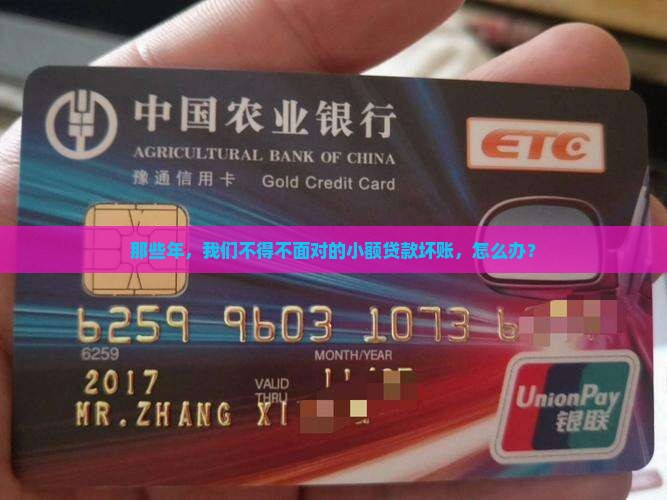 中国农业银行
AGRICULTURAL BANK OF CHINA
豫通信用卡 Gold Credit Card
ETC
那些年，我们不得不面对的小额贷款坏账，怎么办？
6259 9603 1073 6
6259
MONTH/YEAR
2017 VALID THRU
MR.ZHANG XI
UnionPay
银联